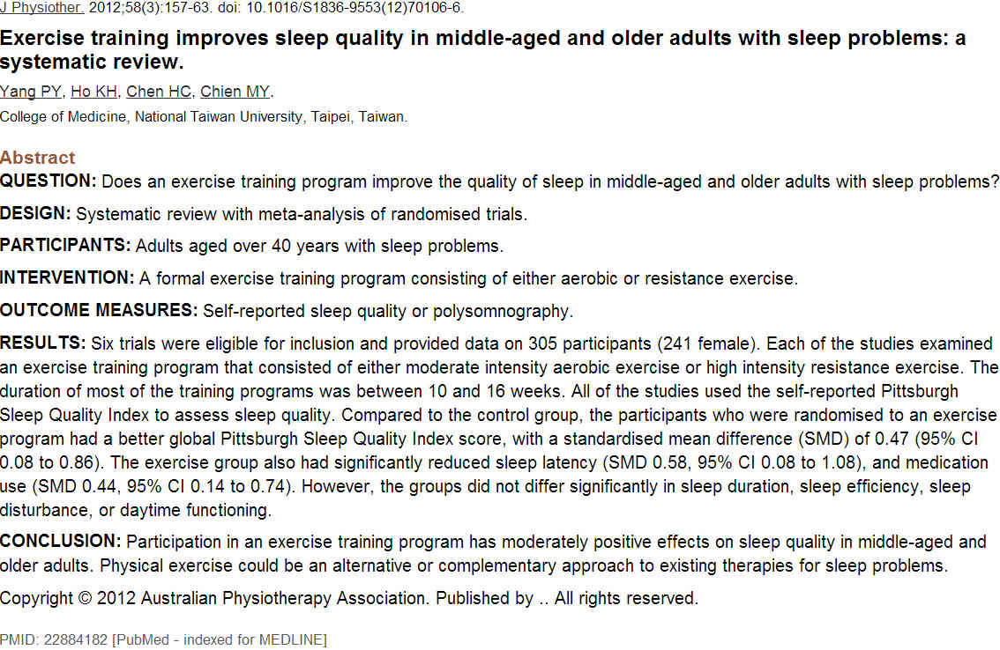 J Physiother. 2012;58(3):157-63. doi: 10.1016/S1836-9553(12)70106-6.
Exercise training improves sleep quality in middle-aged and older adults with sleep problems: a
systematic review.
Yang PY, Ho KH, Chen HC, Chien MY.
College of Medicine, National Taiwan University, Taipei, Taiwan.
Abstract
QUESTION: Does an exercise training program improve the quality of sleep in middle-aged and older adults with sleep problems?
DESIGN: Systematic review with meta-analysis of randomised trials.
PARTICIPANTS: Adults aged over 40 years with sleep problems.
INTERVENTION: A formal exercise training program consisting of either aerobic or resistance exercise.
OUTCOME MEASURES: Self-reported sleep quality or polysomnography.
RESULTS: Six trials were eligible for inclusion and provided data on 305 participants (241 female). Each of the studies examined
an exercise training program that consisted of either moderate intensity aerobic exercise or high intensity resistance exercise. The
duration of most of the training programs was between 10 and 16 weeks. All of the studies used the self-reported Pittsburgh
Sleep Quality Index to assess sleep quality. Compared to the control group, the participants who were randomised to an exercise
program had a better global Pittsburgh Sleep Quality Index score, with a standardised mean difference (SMD) of 0.47 (95% CI
0.08 to 0.86). The exercise group also had significantly reduced sleep latency (SMD 0.58, 95% CI 0.08 to 1.08), and medication
use (SMD 0.44, 95% CI 0.14 to 0.74). However, the groups did not differ significantly in sleep duration, sleep efficiency, sleep
disturbance, or daytime functioning.
CONCLUSION: Participation in an exercise training program has moderately positive effects on sleep quality in middle-aged and
older adults. Physical exercise could be an alternative or complementary approach to existing therapies for sleep problems.
Copyright © 2012 Australian Physiotherapy Association. Published by .. All rights reserved.
PMID: 22884182 [PubMed - indexed for MEDLINE]